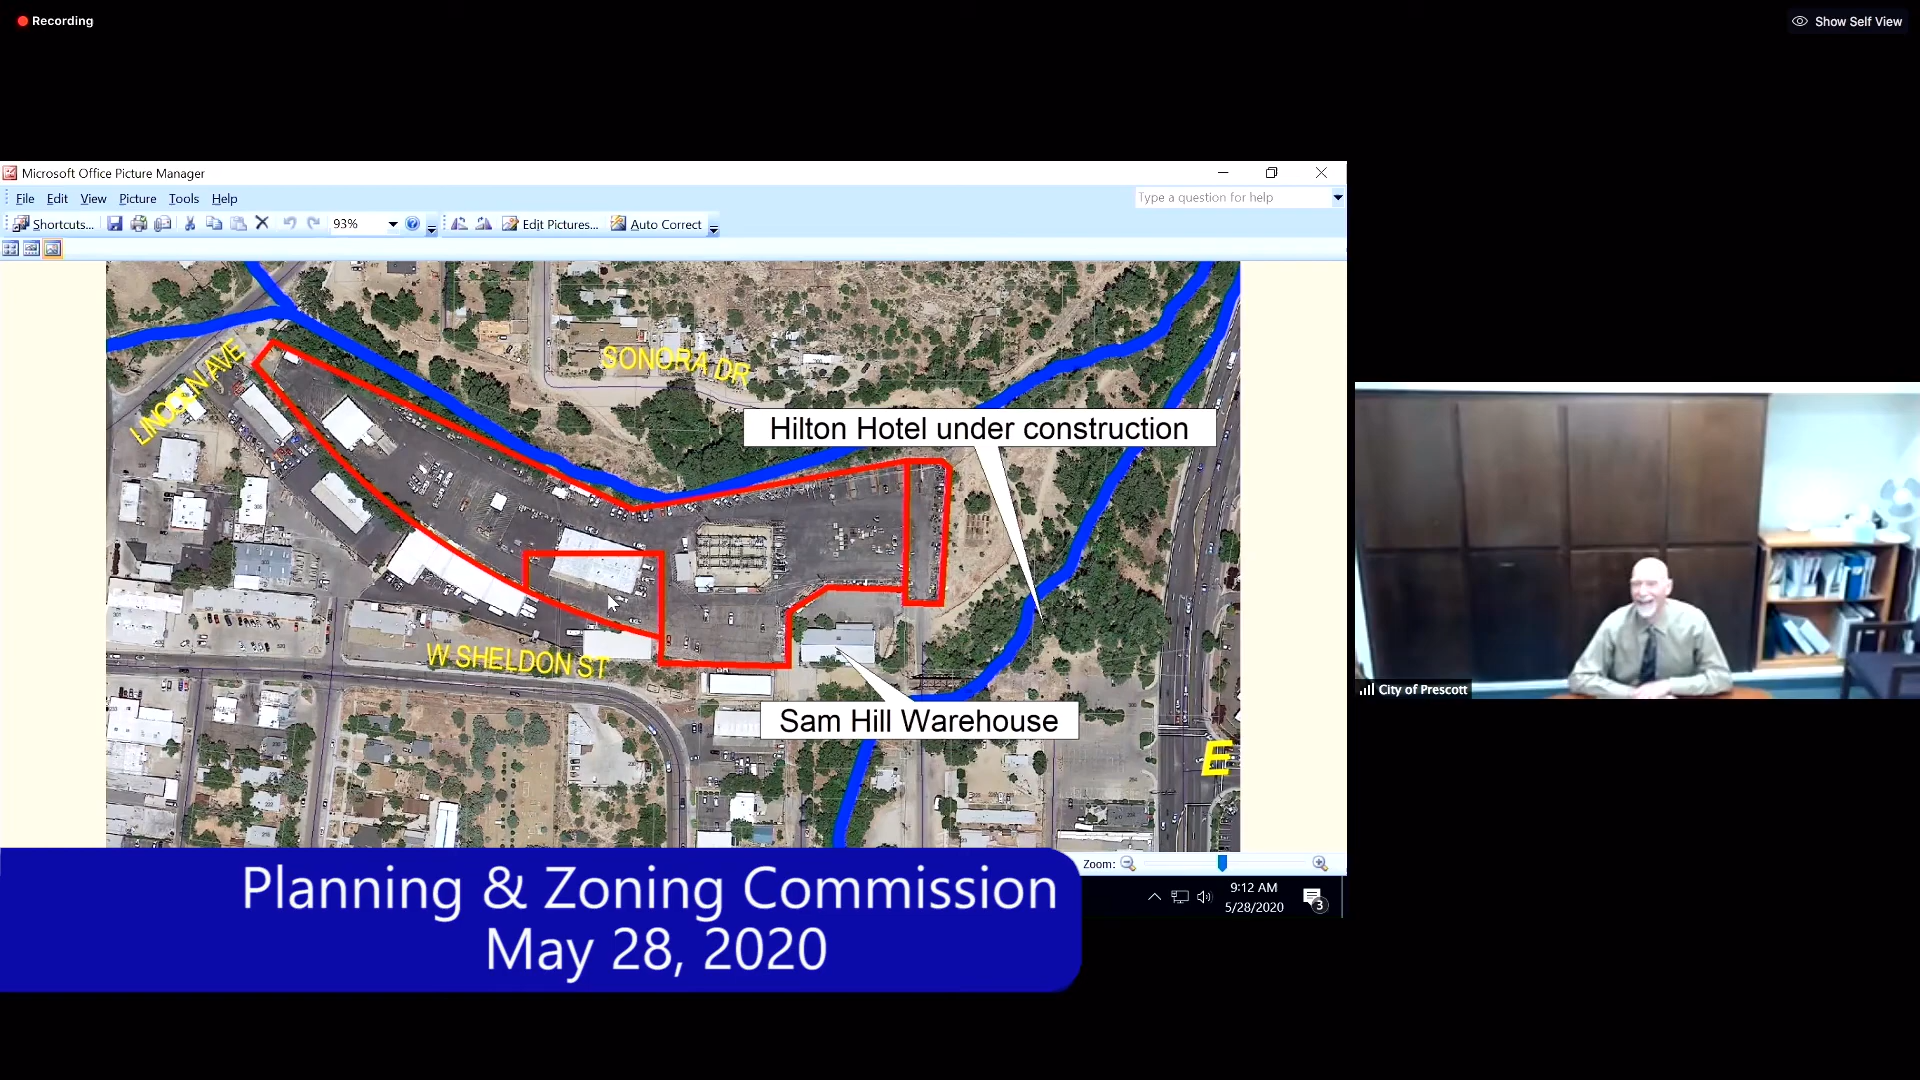 Recording
Show Self View
Microsoft Office Picture Manager
File Edit View Picture Tools Help
Type a question for help
Shortcuts...
93%
Edit Pictures...
Auto Correct
LINCOLN AVE
SONORA DR
Hilton Hotel under construction
W SHELDON ST
Sam Hill Warehouse
E
City of Prescott
Zoom:
9:12 AM
5/28/2020
3
Planning & Zoning Commission
May 28, 2020